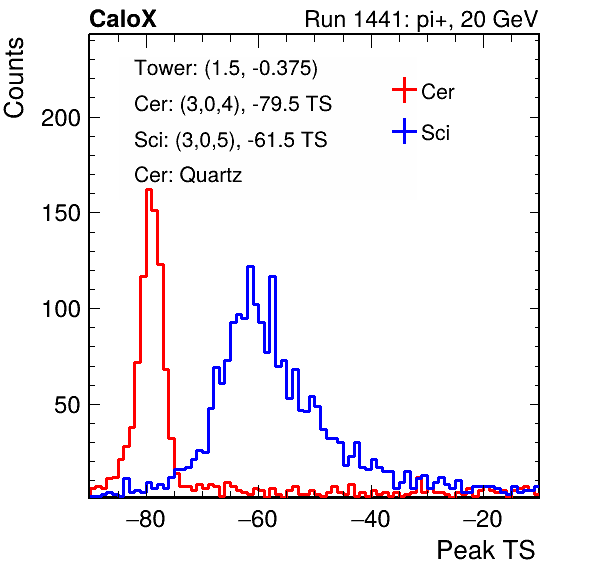 CaloX Run 1441: pi+, 20 GeV
Counts
Tower: (1.5, -0.375)
Cer: (3,0,4), -79.5 TS
Sci: (3,0,5), -61.5 TS
Cer: Quartz
Cer
Sci
200
150
100
50
−80 −60 −40 −20
Peak TS